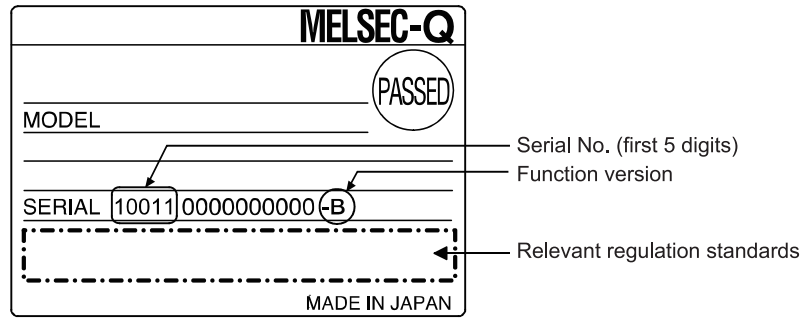 MELSEC-Q
PASSED
MODEL
Serial No. (first 5 digits)
Function version
SERIAL 10011 0000000000 -B
Relevant regulation standards
MADE IN JAPAN